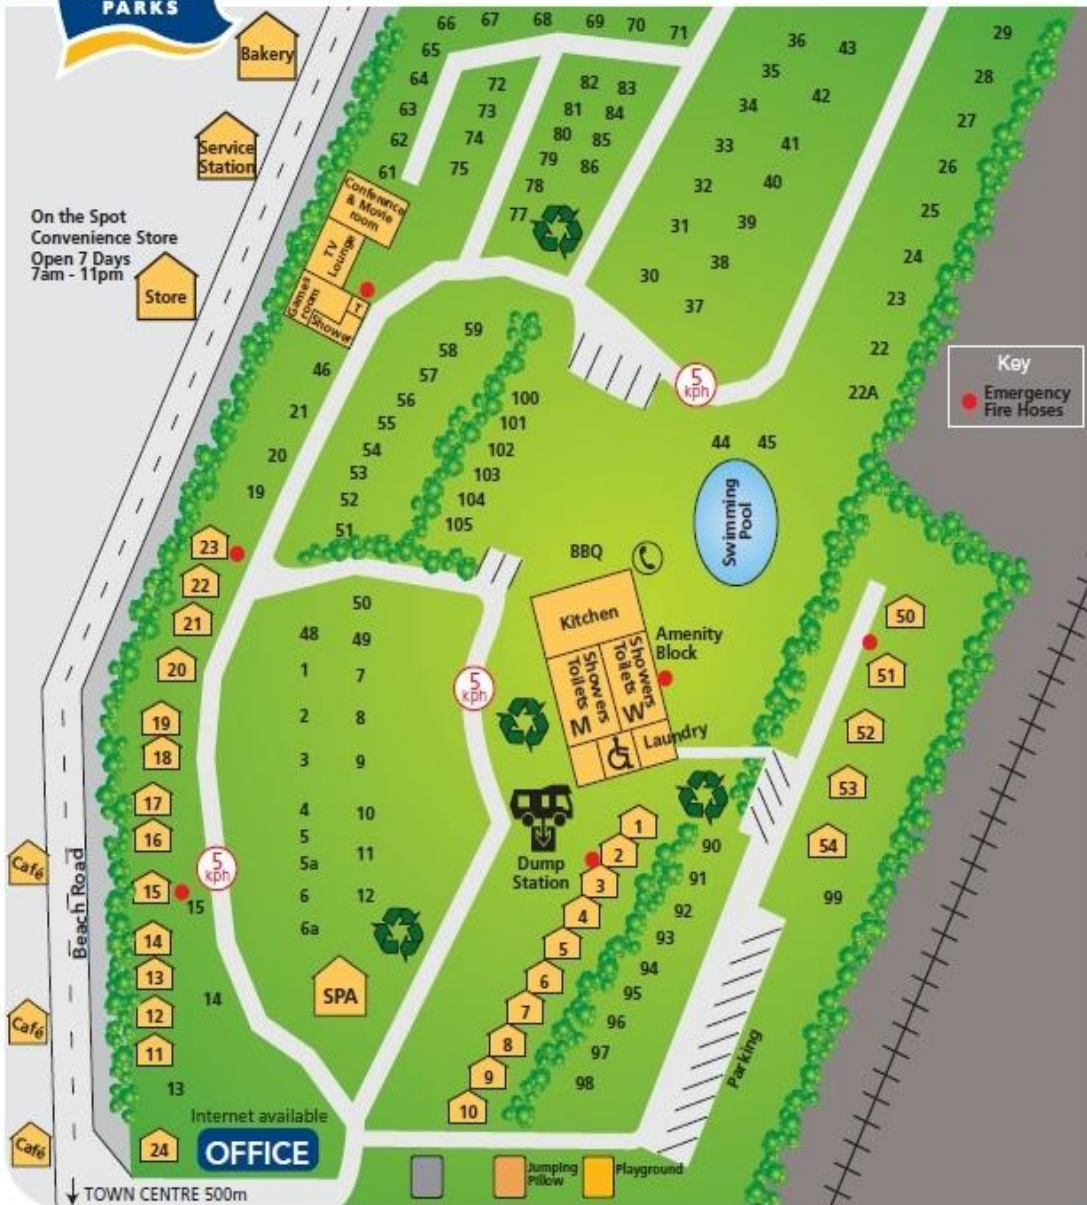 PARKS
Bakery
Service
Station
On the Spot
Convenience Store
Open 7 Days
7am - 11pm
Store
66 67 68 69 70 71
65
64
63
62
61
72
73
74
75
82 83
81 84
80 85
79 86
78
77
36 43
35
34 42
33 41
32 40
31 39
30 38
37
29
28
27
26
25
24
23
22
22A
Conference
& Movie
room
TV
Lounge
Games
room
T
Shower
46
21
20
19
59
58
57
56
55
54
53
52
51
100
101
102
103
104
105
5
kph
44 45
Swimming
Pool
Key
Emergency
Fire Hoses
23
22
21
20
19
18
17
16
15
14
13
12
11
24
15
14
13
50
48 49
1 7
2 8
3 9
4 10
5
5a 11
6 12
6a
SPA
5
kph
5
kph
BBQ
Kitchen
Showers
Toilets
M
Showers
Toilets
W
Laundry
Amenity
Block
Dump
Station
1
2
3
4
5
6
7
8
9
10
90
91
92
93
94
95
96
97
98
50
51
52
53
54
99
Parking
Café
Café
Café
Beach Road
Internet available
OFFICE
Jumping
Pillow
Playground
TOWN CENTRE 500m